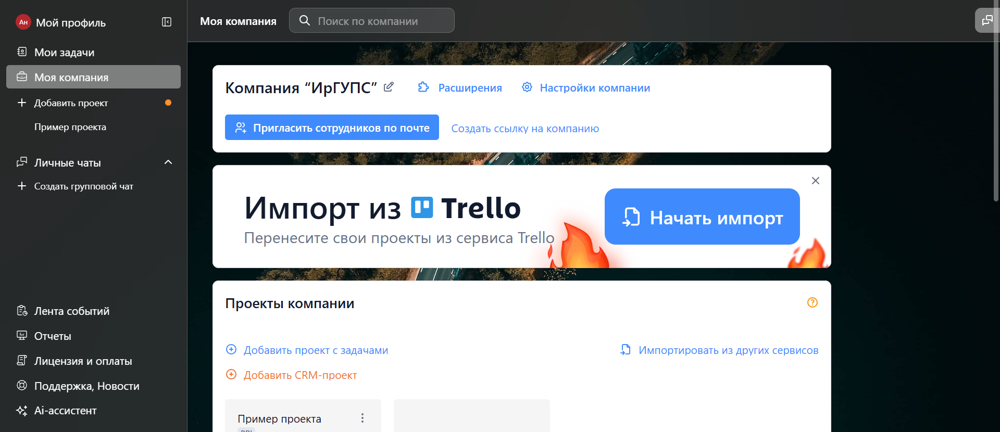 Ан
Мой профиль
Мои задачи
Моя компания
Добавить проект
Пример проекта
Личные чаты
Создать групповой чат
Лента событий
Отчеты
Лицензия и оплаты
Поддержка, Новости
Ai-ассистент
Моя компания
Поиск по компании
Компания “ИрГУПС”
Расширения
Настройки компании
Пригласить сотрудников по почте
Создать ссылку на компанию
Импорт из Trello
Перенесите свои проекты из сервиса Trello
Начать импорт
Проекты компании
Добавить проект с задачами
Импортировать из других сервисов
Добавить CRM-проект
Пример проекта